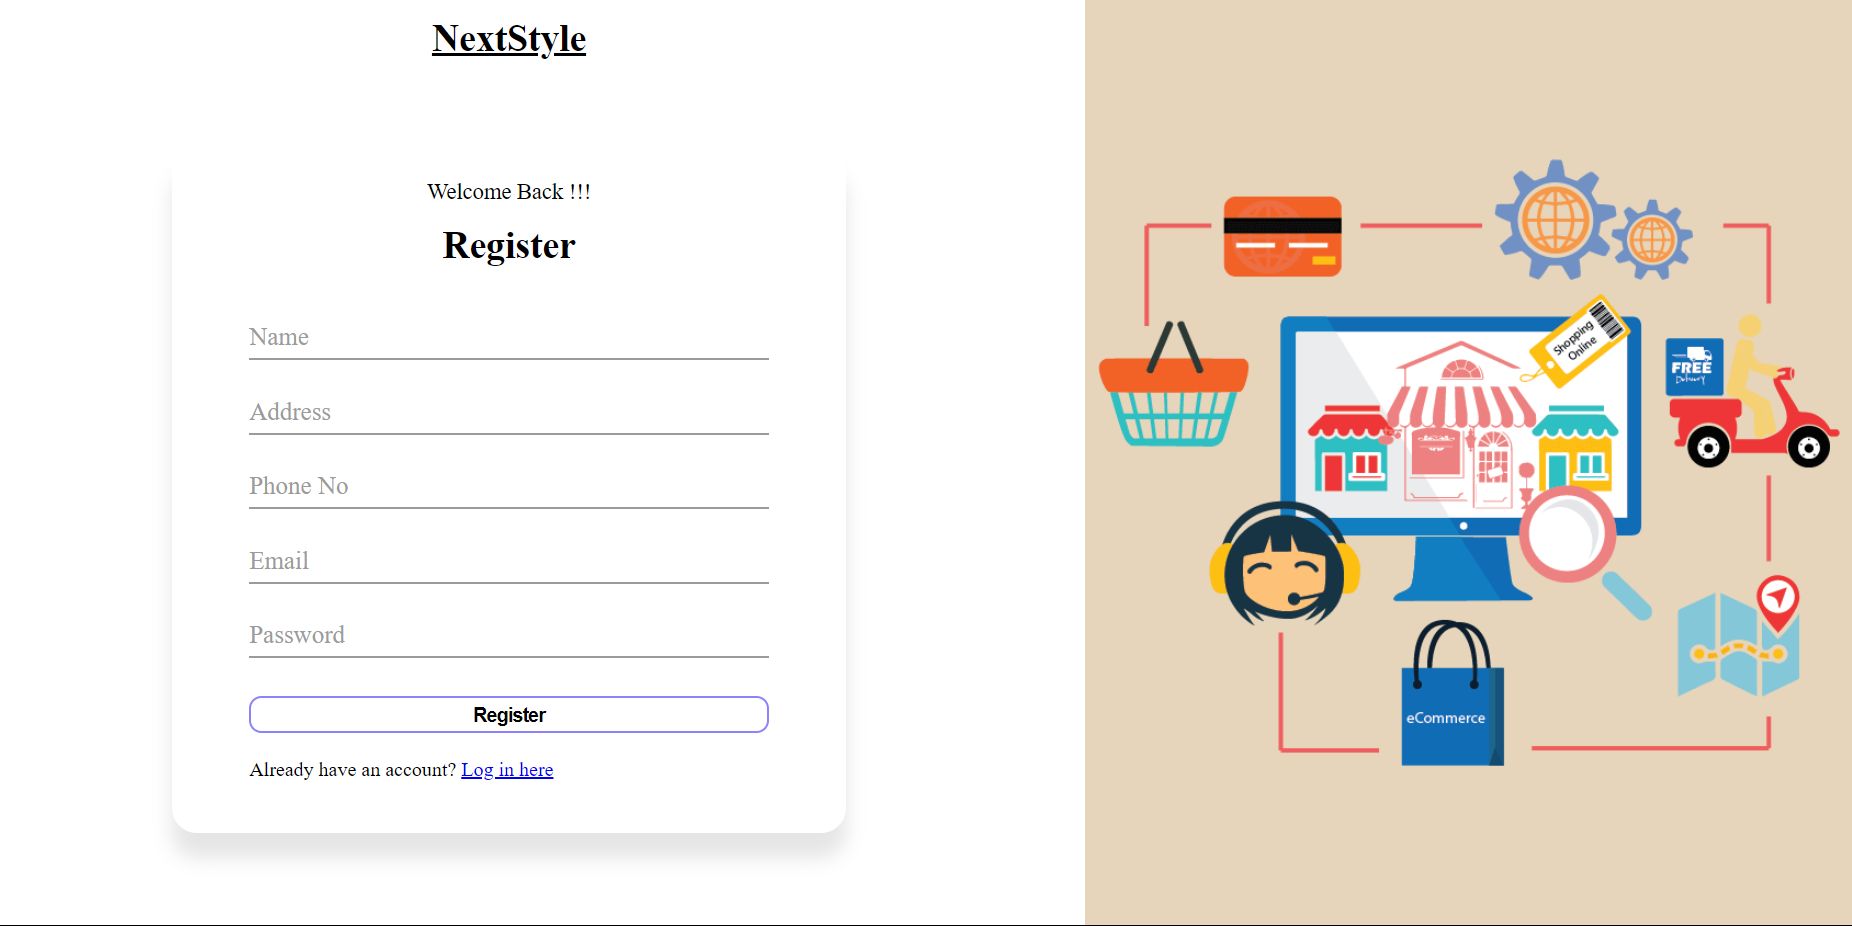 NextStyle
Welcome Back !!!
Register
Name
Address
Phone No
Email
Password
Register
Already have an account? Log in here
Shopping
Online
FREE
Delivery
eCommerce